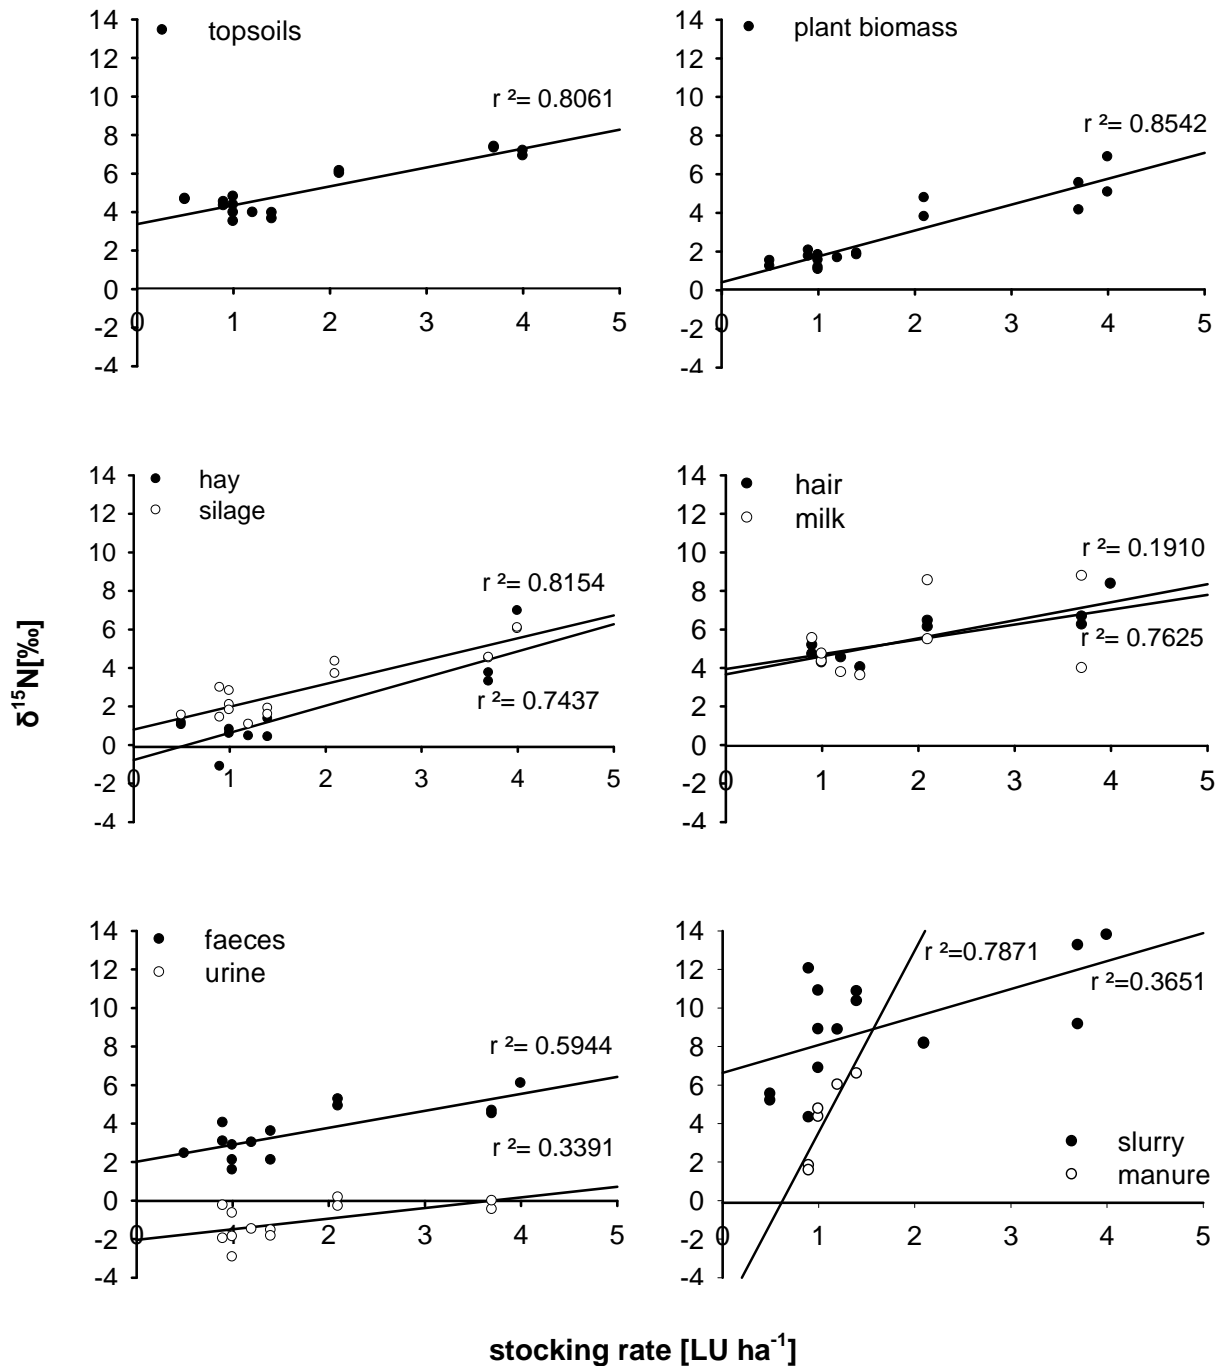 topsoils
r ²= 0.8061
14
12
10
8
6
4
2
0
-2
-4
0 1 2 3 4 5
plant biomass
r ²= 0.8542
14
12
10
8
6
4
2
0
-2
-4
0 1 2 3 4 5
hay
silage
r ²= 0.8154
r ²= 0.7437
14
12
10
8
6
4
2
0
-2
-4
0 1 2 3 4 5
hair
milk
r ²= 0.1910
r ²= 0.7625
14
12
10
8
6
4
2
0
-2
-4
0 1 2 3 4 5
δ¹⁵N[‰]
faeces
urine
r ²= 0.5944
r ²= 0.3391
14
12
10
8
6
4
2
0
-2
-4
0 1 2 3 4 5
r ²=0.7871
r ²=0.3651
slurry
manure
14
12
10
8
6
4
2
0
-2
-4
0 1 2 3 4 5
stocking rate [LU ha⁻¹]